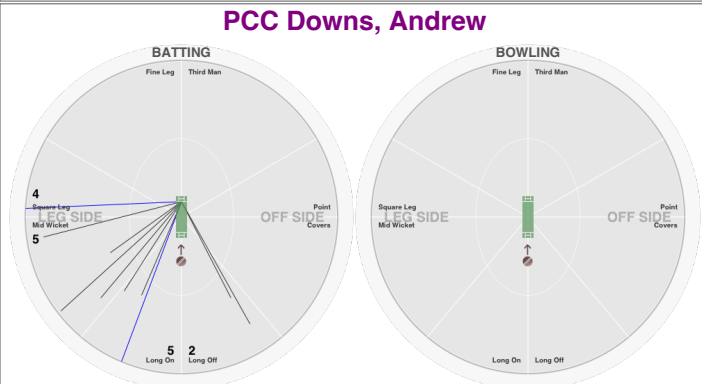 PCC Downs, Andrew
BATTING
Fine Leg Third Man
4
Square Leg
LEG SIDE
Mid Wicket
5
Point
OFF SIDE
Covers
5 2
Long On Long Off
BOWLING
Fine Leg Third Man
Square Leg
LEG SIDE
Mid Wicket
Point
OFF SIDE
Covers
Long On Long Off